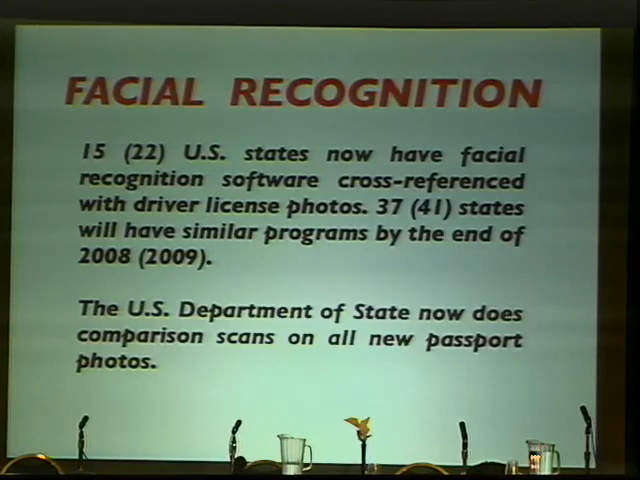 FACIAL RECOGNITION
15 (22) U.S. states now have facial
recognition software cross-referenced
with driver license photos. 37 (41) states
will have similar programs by the end of
2008 (2009).
The U.S. Department of State now does
comparison scans on all new passport
photos.